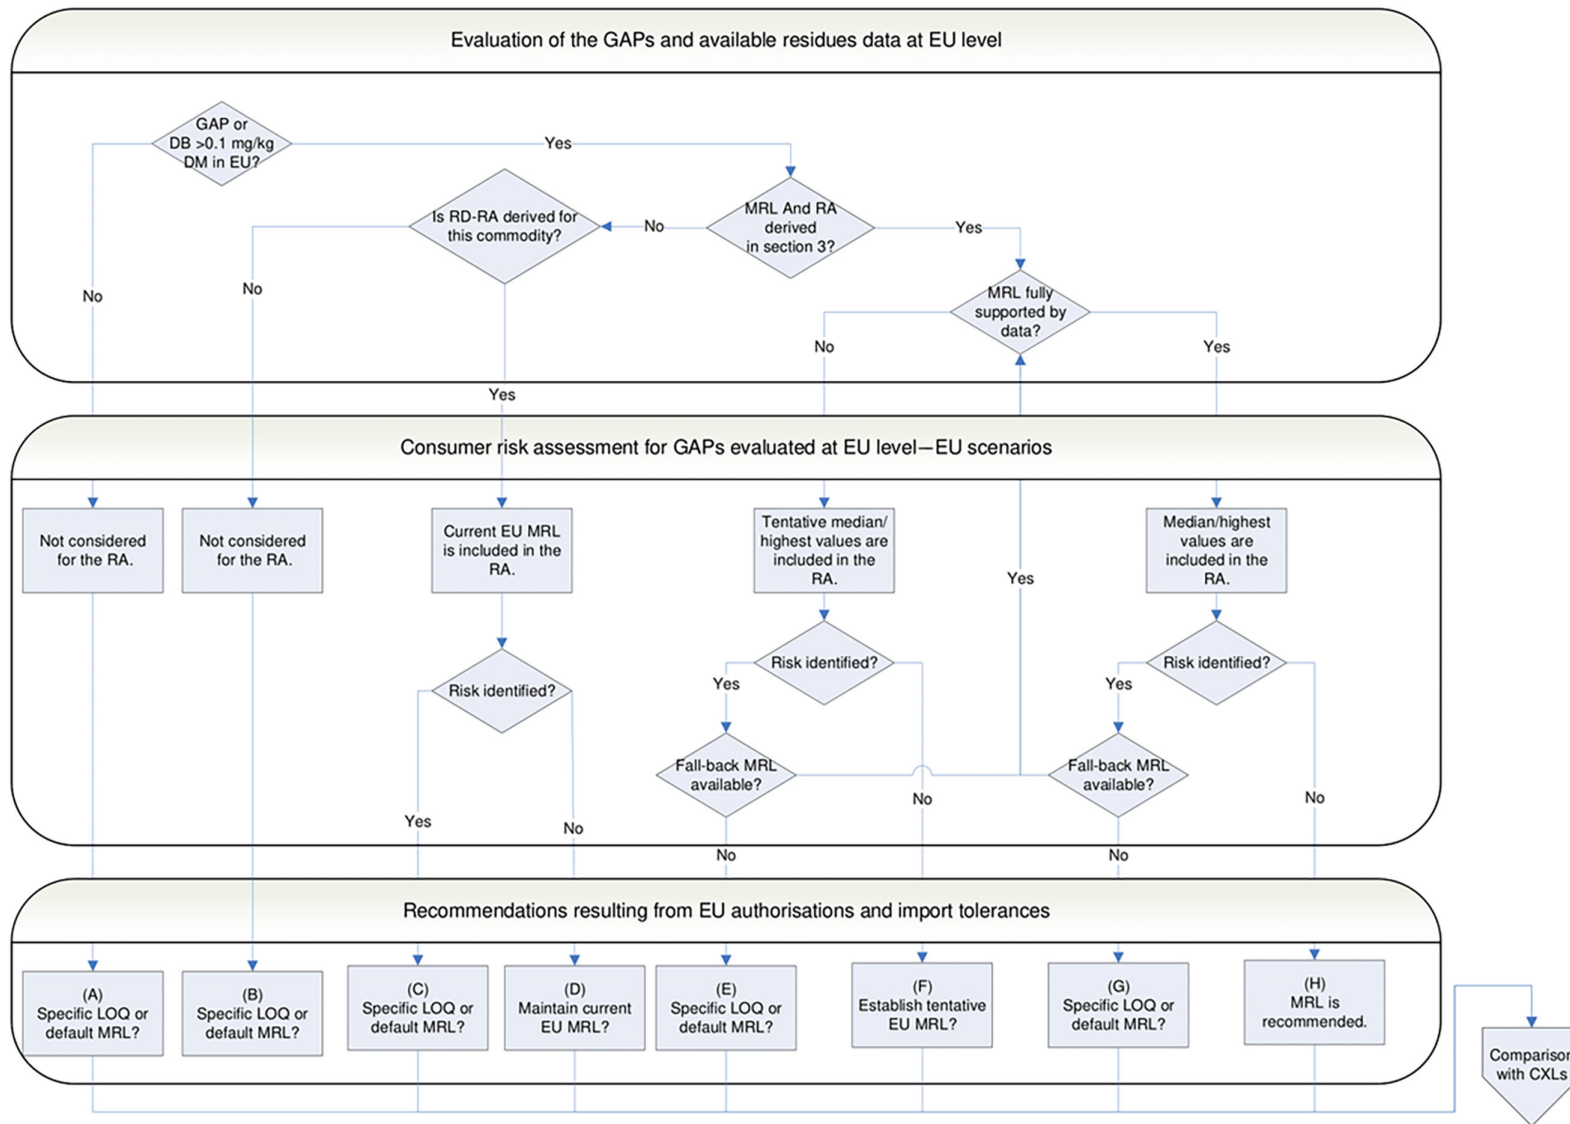 Evaluation of the GAPs and available residues data at EU level
GAP or
DB >0.1 mg/kg
DM in EU?
Yes
Is RD-RA derived for
this commodity?
No
MRL And RA
derived
in section 3?
Yes
No
No
MRL fully
supported by
data?
No
Yes
Yes
Consumer risk assessment for GAPs evaluated at EU level—EU scenarios
Not considered
for the RA.
Not considered
for the RA.
Current EU MRL
is included in the
RA.
Tentative median/
highest values are
included in the
RA.
Yes
Median/highest
values are
included in the
RA.
Risk identified?
Risk identified?
Risk identified?
Yes
Yes
Fall-back MRL
available?
Fall-back MRL
available?
Yes
No
No
No
No
No
Recommendations resulting from EU authorisations and import tolerances
(A)
Specific LOQ or
default MRL?
(B)
Specific LOQ or
default MRL?
(C)
Specific LOQ or
default MRL?
(D)
Maintain current
EU MRL?
(E)
Specific LOQ or
default MRL?
(F)
Establish tentative
EU MRL?
(G)
Specific LOQ or
default MRL?
(H)
MRL is
recommended.
Comparison
with CXLs